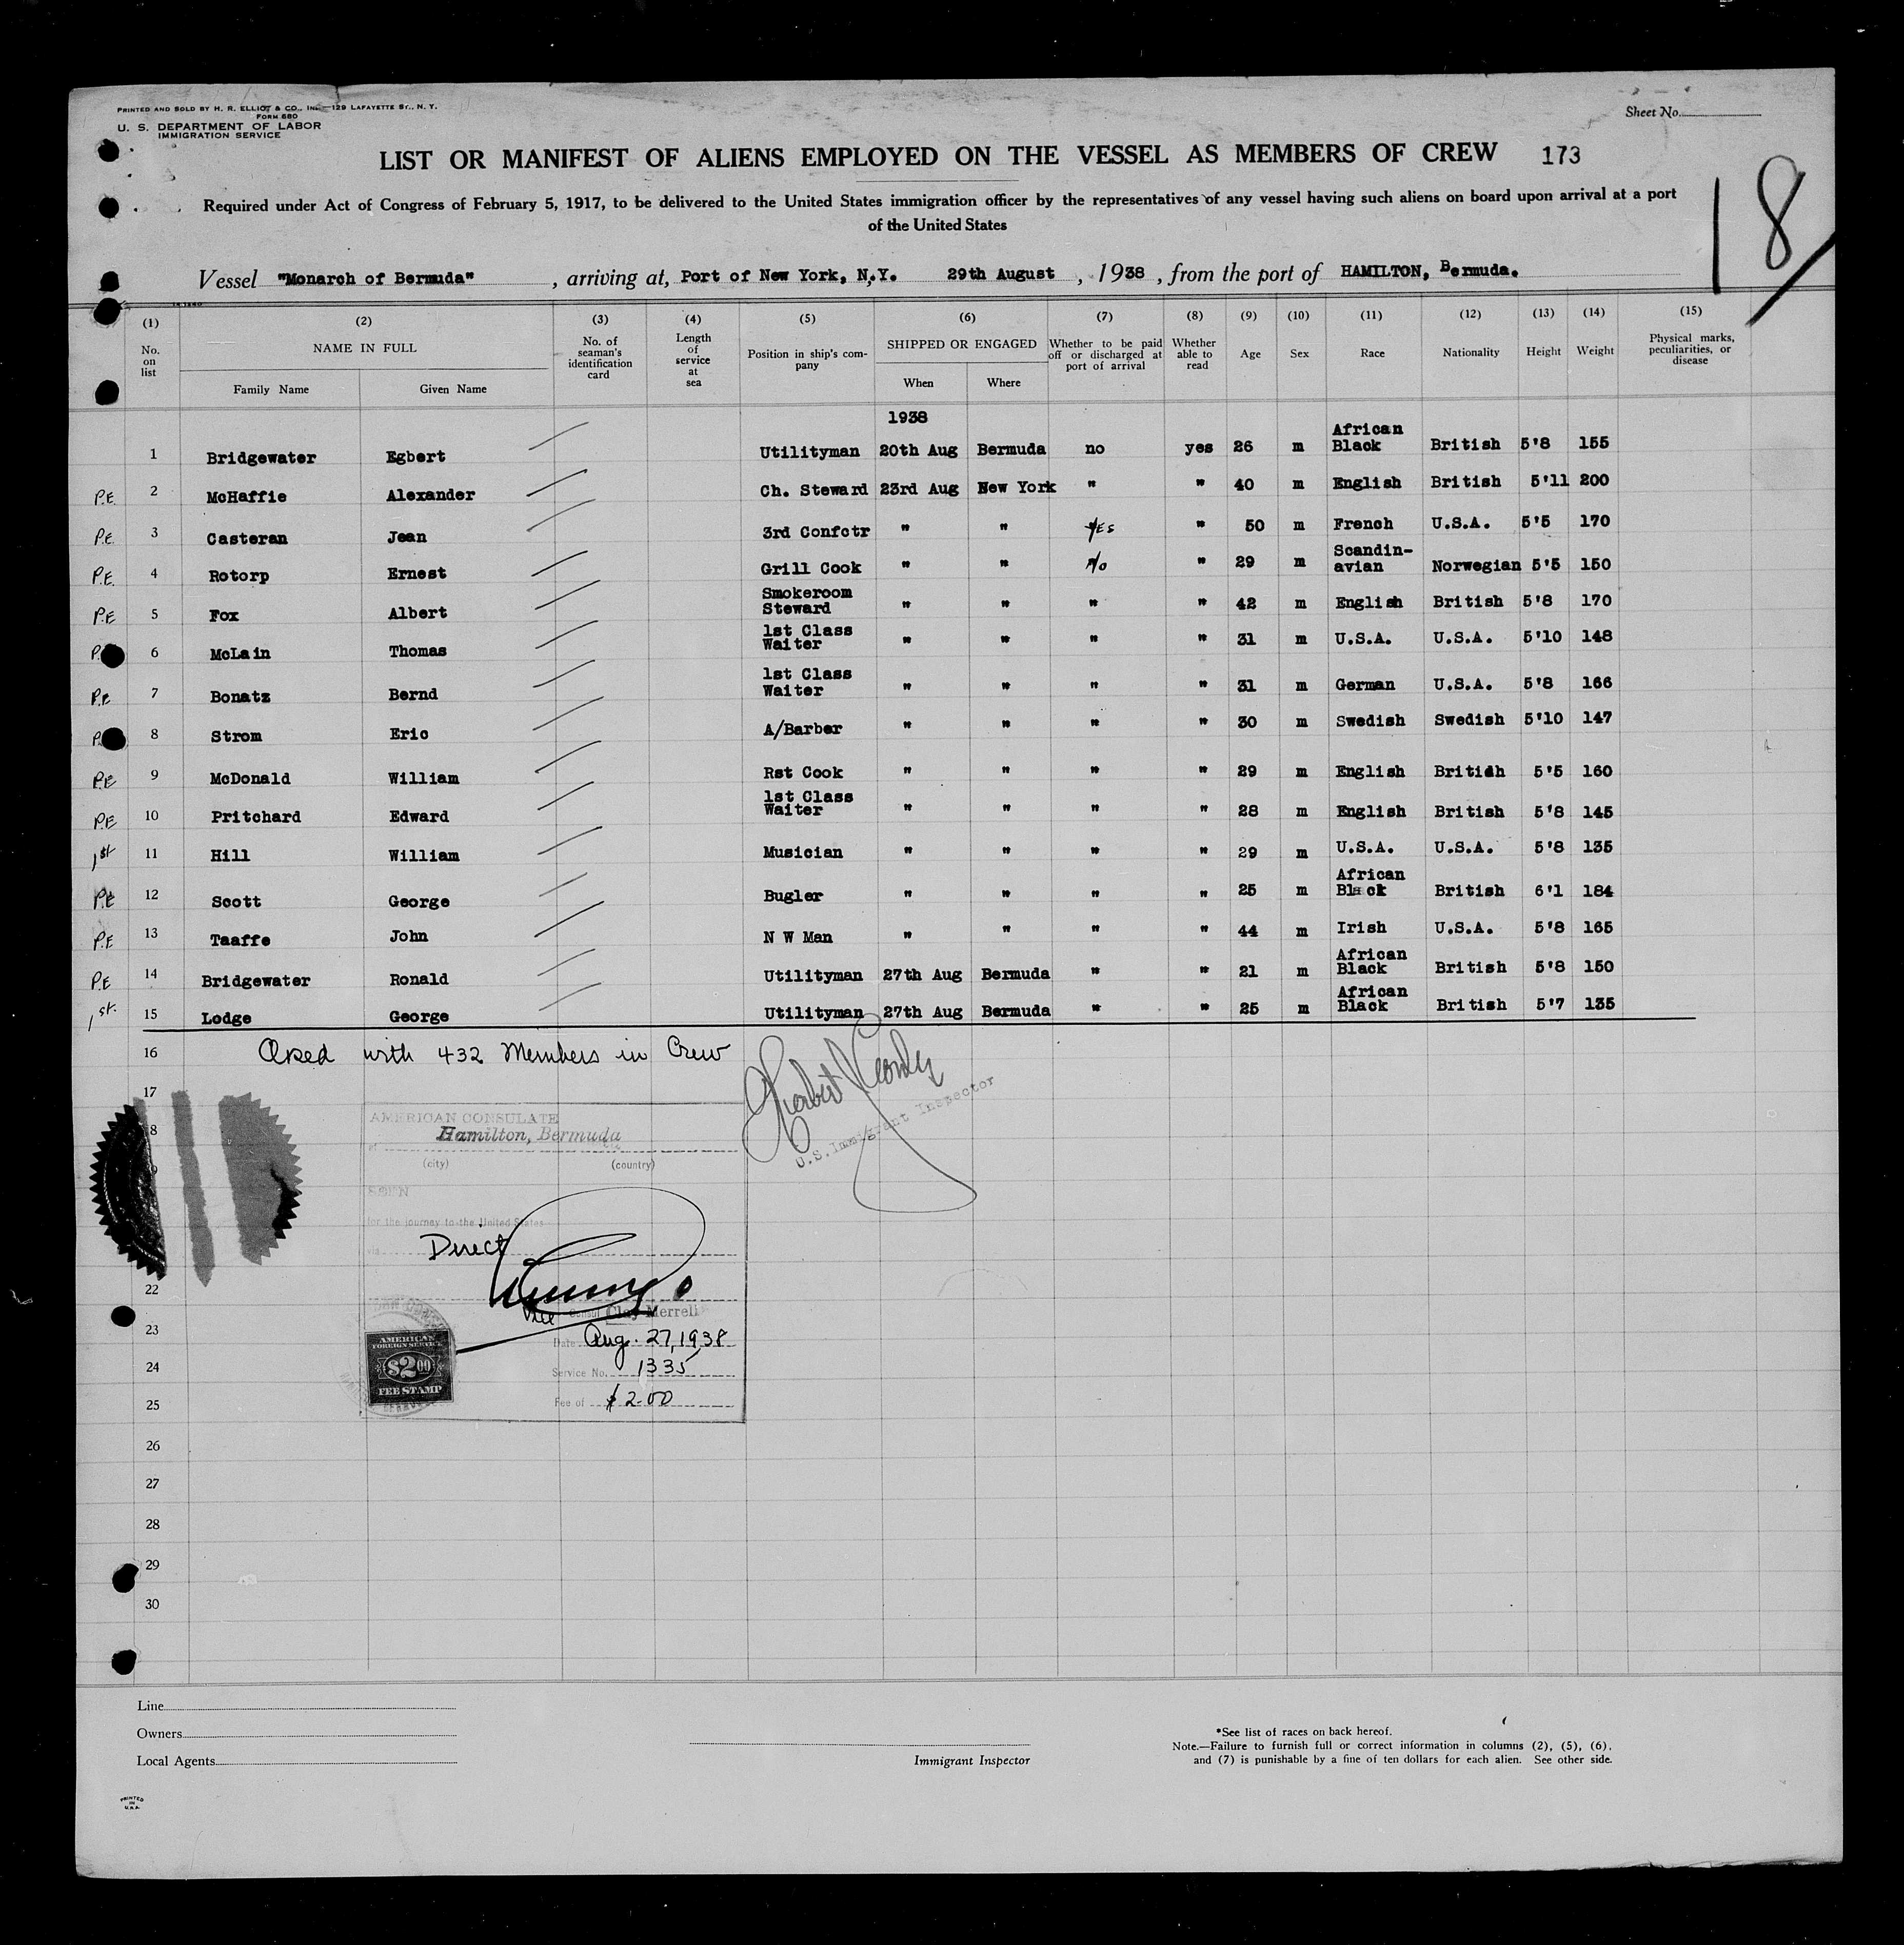 PRINTED AND SOLD BY H. R. ELLIOT & CO., INC.—129 LAFAYETTE ST., N. Y.
FORM 680
U. S. DEPARTMENT OF LABOR
IMMIGRATION SERVICE
Sheet No.
LIST OR MANIFEST OF ALIENS EMPLOYED ON THE VESSEL AS MEMBERS OF CREW 173
18
Required under Act of Congress of February 5, 1917, to be delivered to the United States immigration officer by the representatives of any vessel having such aliens on board upon arrival at a port
of the United States
Vessel "Monarch of Bermuda" , arriving at, Port of New York, N,Y. 29th August , 1938 , from the port of HAMILTON, Bermuda.
(1) No. on list
(2) NAME IN FULL Family Name Given Name
(3) No. of seaman's identification card
(4) Length of service at sea
(5) Position in ship's company
(6) SHIPPED OR ENGAGED When Where
(7) Whether to be paid off or discharged at port of arrival
(8) Whether able to read
(9) Age
(10) Sex
(11) Race
(12) Nationality
(13) Height
(14) Weight
(15) Physical marks, peculiarities, or disease
1938
1 Bridgewater Egbert Utilityman 20th Aug Bermuda no yes 26 m African Black British 5'8 155
P.E. 2 McHaffie Alexander Ch. Steward 23rd Aug New York " " 40 m English British 5'11 200
P.E. 3 Casteran Jean 3rd Confctr " " YES " 50 m French U.S.A. 5'5 170
P.E. 4 Rotorp Ernest Grill Cook " " No " 29 m Scandin-avian Norwegian 5'5 150
P.E 5 Fox Albert Smokeroom Steward " " " " 42 m English British 5'8 170
P. 6 McLain Thomas 1st Class Waiter " " " " 31 m U.S.A. U.S.A. 5'10 148
P.E 7 Bonatz Bernd 1st Class Waiter " " " " 31 m German U.S.A. 5'8 166
P. 8 Strom Eric A/Barber " " " " 30 m Swedish Swedish 5'10 147
P.E 9 McDonald William Rst Cook " " " " 29 m English Britidh 5'5 160
P.E 10 Pritchard Edward 1st Class Waiter " " " " 28 m English British 5'8 145
1st 11 Hill William Musician " " " " 29 m U.S.A. U.S.A. 5'8 135
P.E 12 Scott George Bugler " " " " 25 m African Black British 6'1 184
P.E 13 Taaffe John N W Man " " " " 44 m Irish U.S.A. 5'8 165
P.E 14 Bridgewater Ronald Utilityman 27th Aug Bermuda " " 21 m African Black British 5'8 150
1st. 15 Lodge George Utilityman 27th Aug Bermuda " " 25 m African Black British 5'7 135
16 with 432 Members in Crew
17
U.S. Immigrant Inspector
AMERICAN CONSULATE
Hamilton, Bermuda
(city) (country)
SEEN
for the journey to the United States
via Direct
22
Vice Consul Clay Merrell
23
Date Aug. 27, 1938
24
Service No. 1335
25
Fee of $2.00
AMERICAN
FOREIGN SERVICE
$2.00
FEE STAMP
26
27
28
29
30
Line
Owners
Local Agents
Immigrant Inspector
*See list of races on back hereof.
Note.—Failure to furnish full or correct information in columns (2), (5), (6),
and (7) is punishable by a fine of ten dollars for each alien. See other side.
PRINTED
IN
U.S.A.